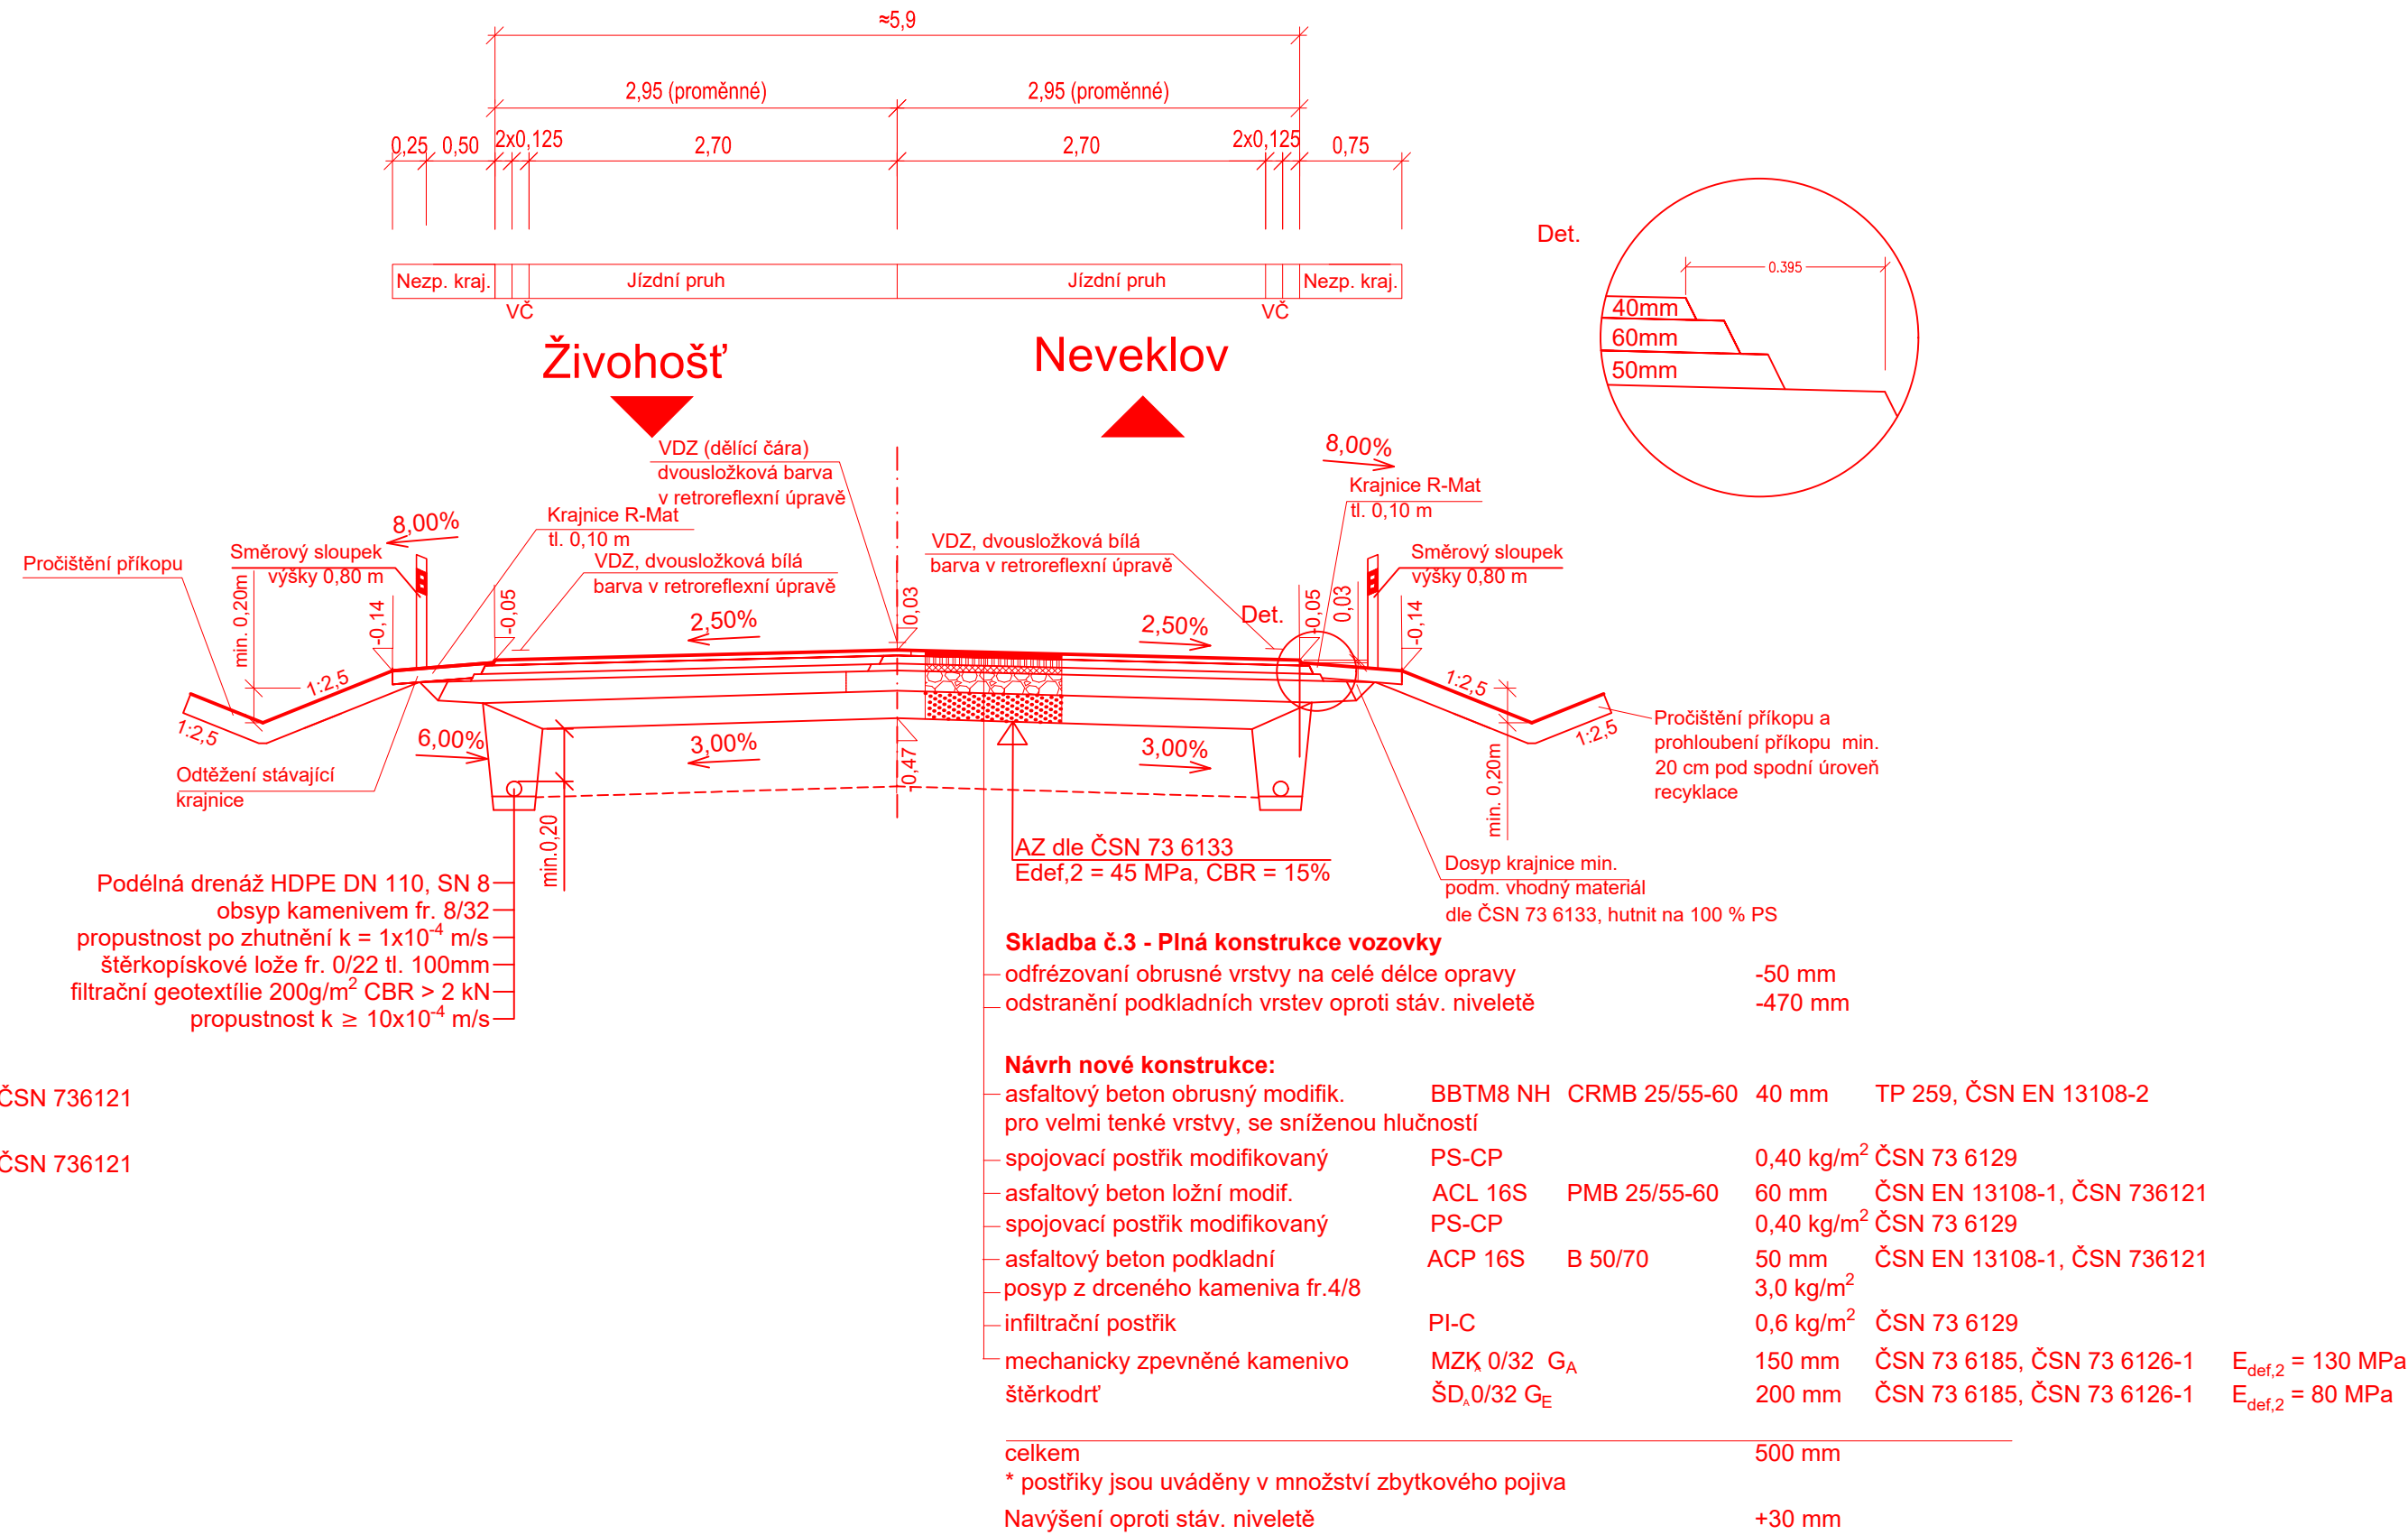 ≈5,9
2,95 (proměnné) 2,95 (proměnné)
0,25 0,50 2x0,125 2,70 2,70 2x0,125 0,75
Nezp. kraj. Jízdní pruh Jízdní pruh Nezp. kraj.
VČ VČ
Det.
0.395
40mm
60mm
50mm
Živohošť Neveklov
VDZ (dělící čára)
dvousložková barva
v retroreflexní úpravě
8,00%
Krajnice R-Mat
tl. 0,10 m
8,00%
Krajnice R-Mat
tl. 0,10 m
Pročištění příkopu
Směrový sloupek
výšky 0,80 m
VDZ, dvousložková bílá
barva v retroreflexní úpravě
VDZ, dvousložková bílá
barva v retroreflexní úpravě
Směrový sloupek
výšky 0,80 m
min. 0,20m
-0,14
-0,05
0,03
Det.
-0,05
0,03
-0,14
2,50% 2,50%
1:2,5
1:2,5
1:2,5
1:2,5
min. 0,20m
6,00% 3,00% 3,00%
-0,47
Odtěžení stávající
krajnice
Pročištění příkopu a
prohloubení příkopu min.
20 cm pod spodní úroveň
recyklace
min.0,20
AZ dle ČSN 73 6133
Edef,2 = 45 MPa, CBR = 15%
Dosyp krajnice min.
podm. vhodný materiál
dle ČSN 73 6133, hutnit na 100 % PS
Podélná drenáž HDPE DN 110, SN 8
obsyp kamenivem fr. 8/32
propustnost po zhutnění k = 1x10⁻⁴ m/s
štěrkopískové lože fr. 0/22 tl. 100mm
filtrační geotextílie 200g/m² CBR > 2 kN
propustnost k ≥ 10x10⁻⁴ m/s
ČSN 736121
ČSN 736121
Skladba č.3 - Plná konstrukce vozovky
odfrézovaní obrusné vrstvy na celé délce opravy -50 mm
odstranění podkladních vrstev oproti stáv. niveletě -470 mm
Návrh nové konstrukce:
asfaltový beton obrusný modifik. BBTM8 NH CRMB 25/55-60 40 mm TP 259, ČSN EN 13108-2
pro velmi tenké vrstvy, se sníženou hlučností
spojovací postřik modifikovaný PS-CP 0,40 kg/m² ČSN 73 6129
asfaltový beton ložní modif. ACL 16S PMB 25/55-60 60 mm ČSN EN 13108-1, ČSN 736121
spojovací postřik modifikovaný PS-CP 0,40 kg/m² ČSN 73 6129
asfaltový beton podkladní ACP 16S B 50/70 50 mm ČSN EN 13108-1, ČSN 736121
posyp z drceného kameniva fr.4/8 3,0 kg/m²
infiltrační postřik PI-C 0,6 kg/m² ČSN 73 6129
mechanicky zpevněné kamenivo MZK 0/32 G_A 150 mm ČSN 73 6185, ČSN 73 6126-1 E_def,2 = 130 MPa
štěrkodrť ŠD_A 0/32 G_E 200 mm ČSN 73 6185, ČSN 73 6126-1 E_def,2 = 80 MPa
celkem 500 mm
* postřiky jsou uváděny v množství zbytkového pojiva
Navýšení oproti stáv. niveletě +30 mm